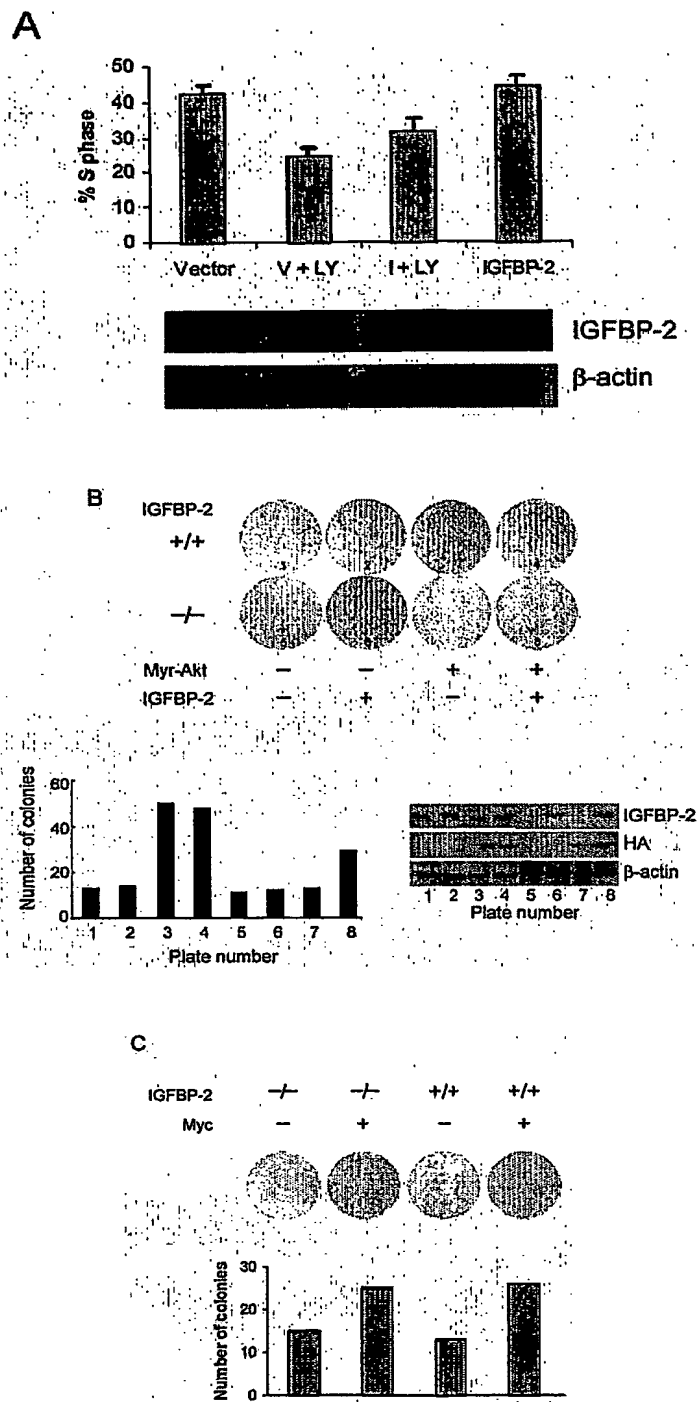 A
50
40
30
20
10
0
% S phase
Vector V + LY I + LY IGFBP-2
IGFBP-2
β-actin
B
IGFBP-2
+/+
–/–
Myr-Akt – – + +
IGFBP-2 – + – +
60
40
20
0
Number of colonies
1 2 3 4 5 6 7 8
Plate number
IGFBP-2
HA
β-actin
1 2 3 4 5 6 7 8
Plate number
C
IGFBP-2 –/– –/– +/+ +/+
Myc – + – +
30
20
10
0
Number of colonies